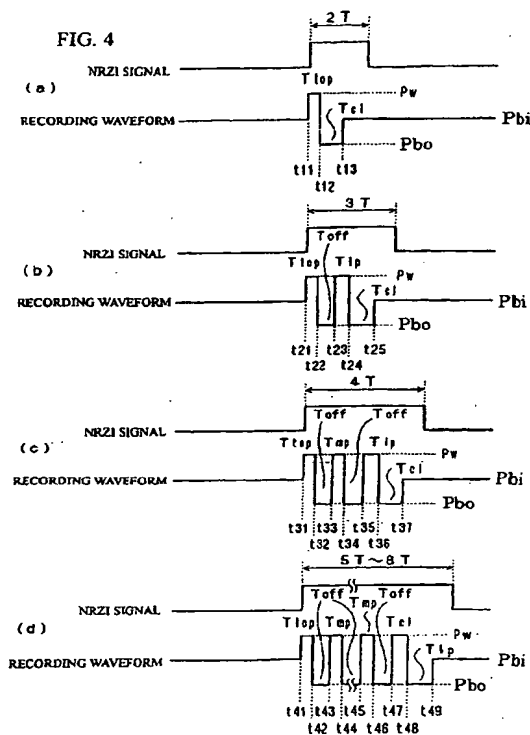 FIG. 4
2 T
NRZI SIGNAL
(a)
Ttop
Pw
RECORDING WAVEFORM
Tcl
Pbi
Pbo
t11
t12
t13
3 T
NRZI SIGNAL
(b)
Toff
Ttop
Tlp
Pw
RECORDING WAVEFORM
Tcl
Pbi
Pbo
t21
t22
t23
t24
t25
4 T
NRZI SIGNAL
(c)
Toff
Toff
Ttop
Tmp
Tlp
Pw
RECORDING WAVEFORM
Tcl
Pbi
Pbo
t31
t32
t33
t34
t35
t36
t37
5 T~8 T
NRZI SIGNAL
(d)
Toff
Tmp
Toff
Ttop
Tmp
Tcl
Pw
RECORDING WAVEFORM
Tlp
Pbi
Pbo
t41
t42
t43
t44
t45
t46
t47
t48
t49